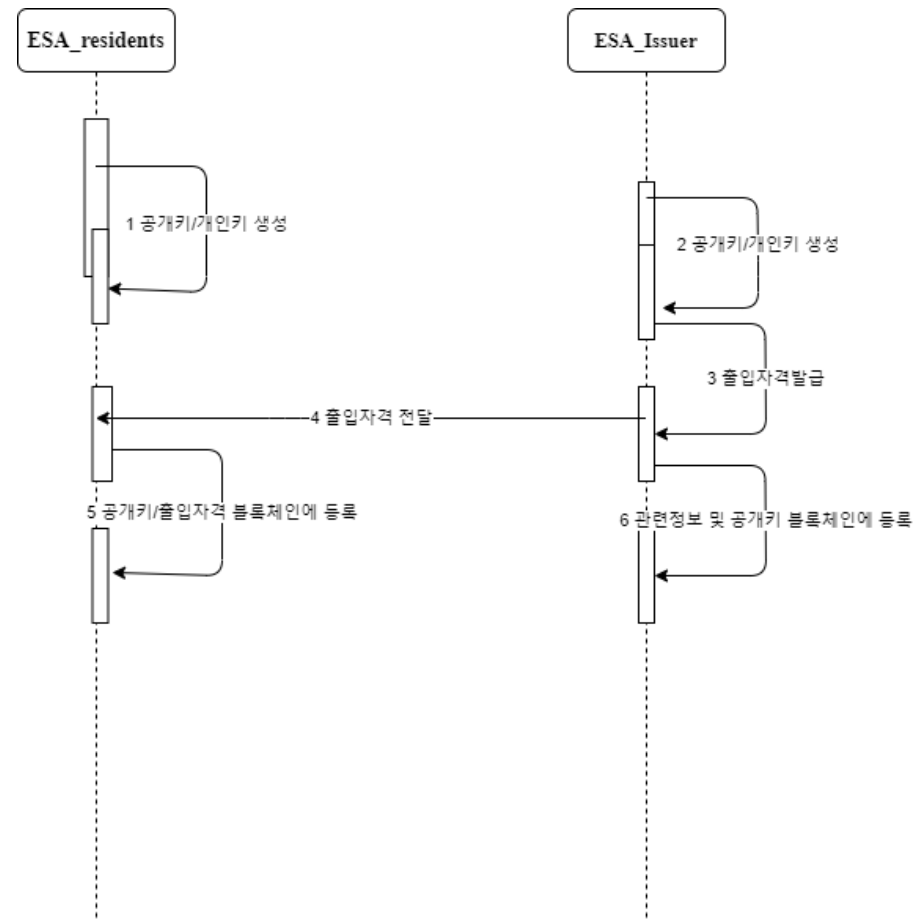 ESA_residents
ESA_Issuer
1 공개키/개인키 생성
2 공개키/개인키 생성
3 출입자격발급
4 출입자격 전달
5 공개키/출입자격 블록체인에 등록
6 관련정보 및 공개키 블록체인에 등록